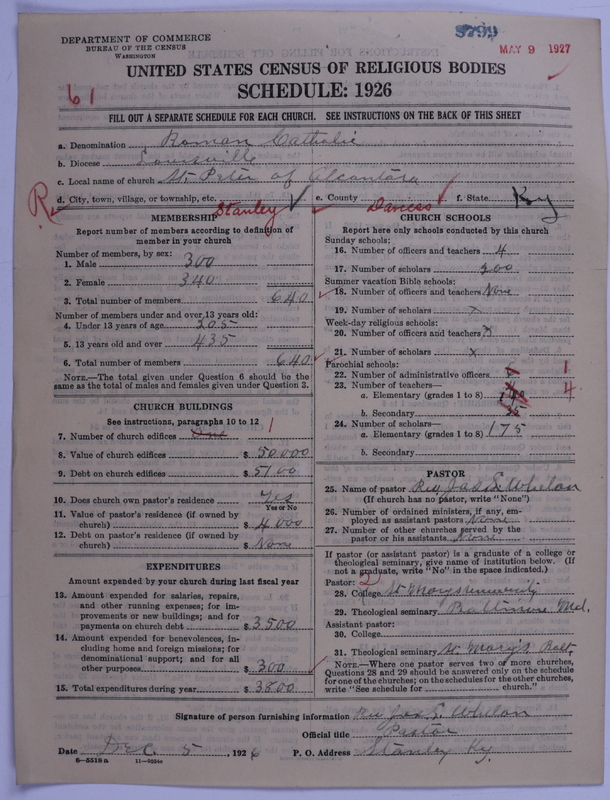 DEPARTMENT OF COMMERCE
BUREAU OF THE CENSUS
WASHINGTON
8799
MAY 9 1927
UNITED STATES CENSUS OF RELIGIOUS BODIES
SCHEDULE: 1926
61
FILL OUT A SEPARATE SCHEDULE FOR EACH CHURCH. SEE INSTRUCTIONS ON THE BACK OF THIS SHEET
a. Denomination Roman Catholic
b. Diocese Louisville
c. Local name of church St. Peter of Alcantara
R
d. City, town, village, or township, etc. Stanley e. County Daviess f. State Ky
MEMBERSHIP
Report number of members according to definition of member in your church
Number of members, by sex:
1. Male 300
2. Female 340
3. Total number of members 640
Number of members under and over 13 years old:
4. Under 13 years of age 205
5. 13 years old and over 435
6. Total number of members 640
NOTE.—The total given under Question 6 should be the same as the total of males and females given under Question 3.
CHURCH BUILDINGS
See instructions, paragraphs 10 to 12
7. Number of church edifices One 1
8. Value of church edifices $ 50,000
9. Debt on church edifices $ 5100
10. Does church own pastor's residence Yes
Yes or No
11. Value of pastor's residence (if owned by church) $ 4000
12. Debt on pastor's residence (if owned by church) $ None
EXPENDITURES
Amount expended by your church during last fiscal year
13. Amount expended for salaries, repairs, and other running expenses; for improvements or new buildings; and for payments on church debt $ 3500
14. Amount expended for benevolences, including home and foreign missions; for denominational support; and for all other purposes $ 300
15. Total expenditures during year $ 3800
CHURCH SCHOOLS
Report here only schools conducted by this church
Sunday schools:
16. Number of officers and teachers 4
17. Number of scholars 200
Summer vacation Bible schools:
18. Number of officers and teachers None
19. Number of scholars x
Week-day religious schools:
20. Number of officers and teachers x
21. Number of scholars x
Parochial schools:
22. Number of administrative officers 1
23. Number of teachers—
a. Elementary (grades 1 to 8) 4
b. Secondary
24. Number of scholars—
a. Elementary (grades 1 to 8) 175
b. Secondary
PASTOR
25. Name of pastor Rev Jas S. Whelan
(If church has no pastor, write "None")
26. Number of ordained ministers, if any, employed as assistant pastors None
27. Number of other churches served by the pastor or his assistants None
If pastor (or assistant pastor) is a graduate of a college or theological seminary, give name of institution below. (If not a graduate, write "No" in the space indicated.)
Pastor: 2
28. College St Marys University
29. Theological seminary Baltimore Md.
Assistant pastor:
30. College
31. Theological seminary St. Mary's Balt.
NOTE.—Where one pastor serves two or more churches, Questions 28 and 29 should be answered only on the schedule for one of the churches; on the schedules for the other churches, write "See schedule for church."
Signature of person furnishing information Rev Jas S. Whelan
Official title Pastor
Date Dec. 5, 1926 P. O. Address Stanley Ky.
6—5518a